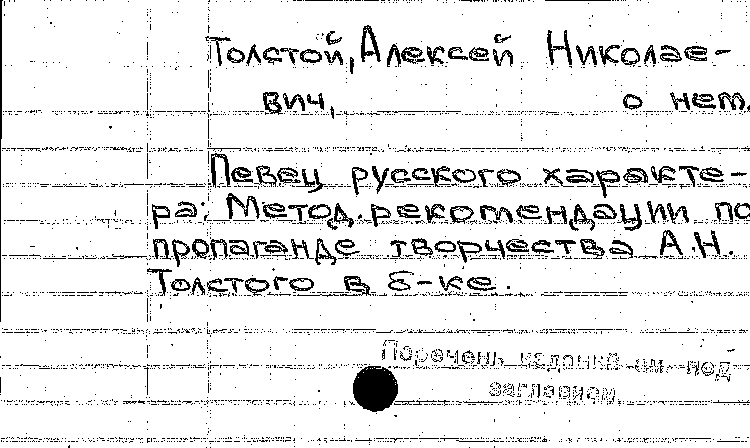 Толстой, Алексей Николае-
вич, о нем.
Певец русского характе-
ра: Метод. рекомендации по
пропаганде творчества А.Н.
Толстого в б-ке.
Перечень изданий см. под
заглавием